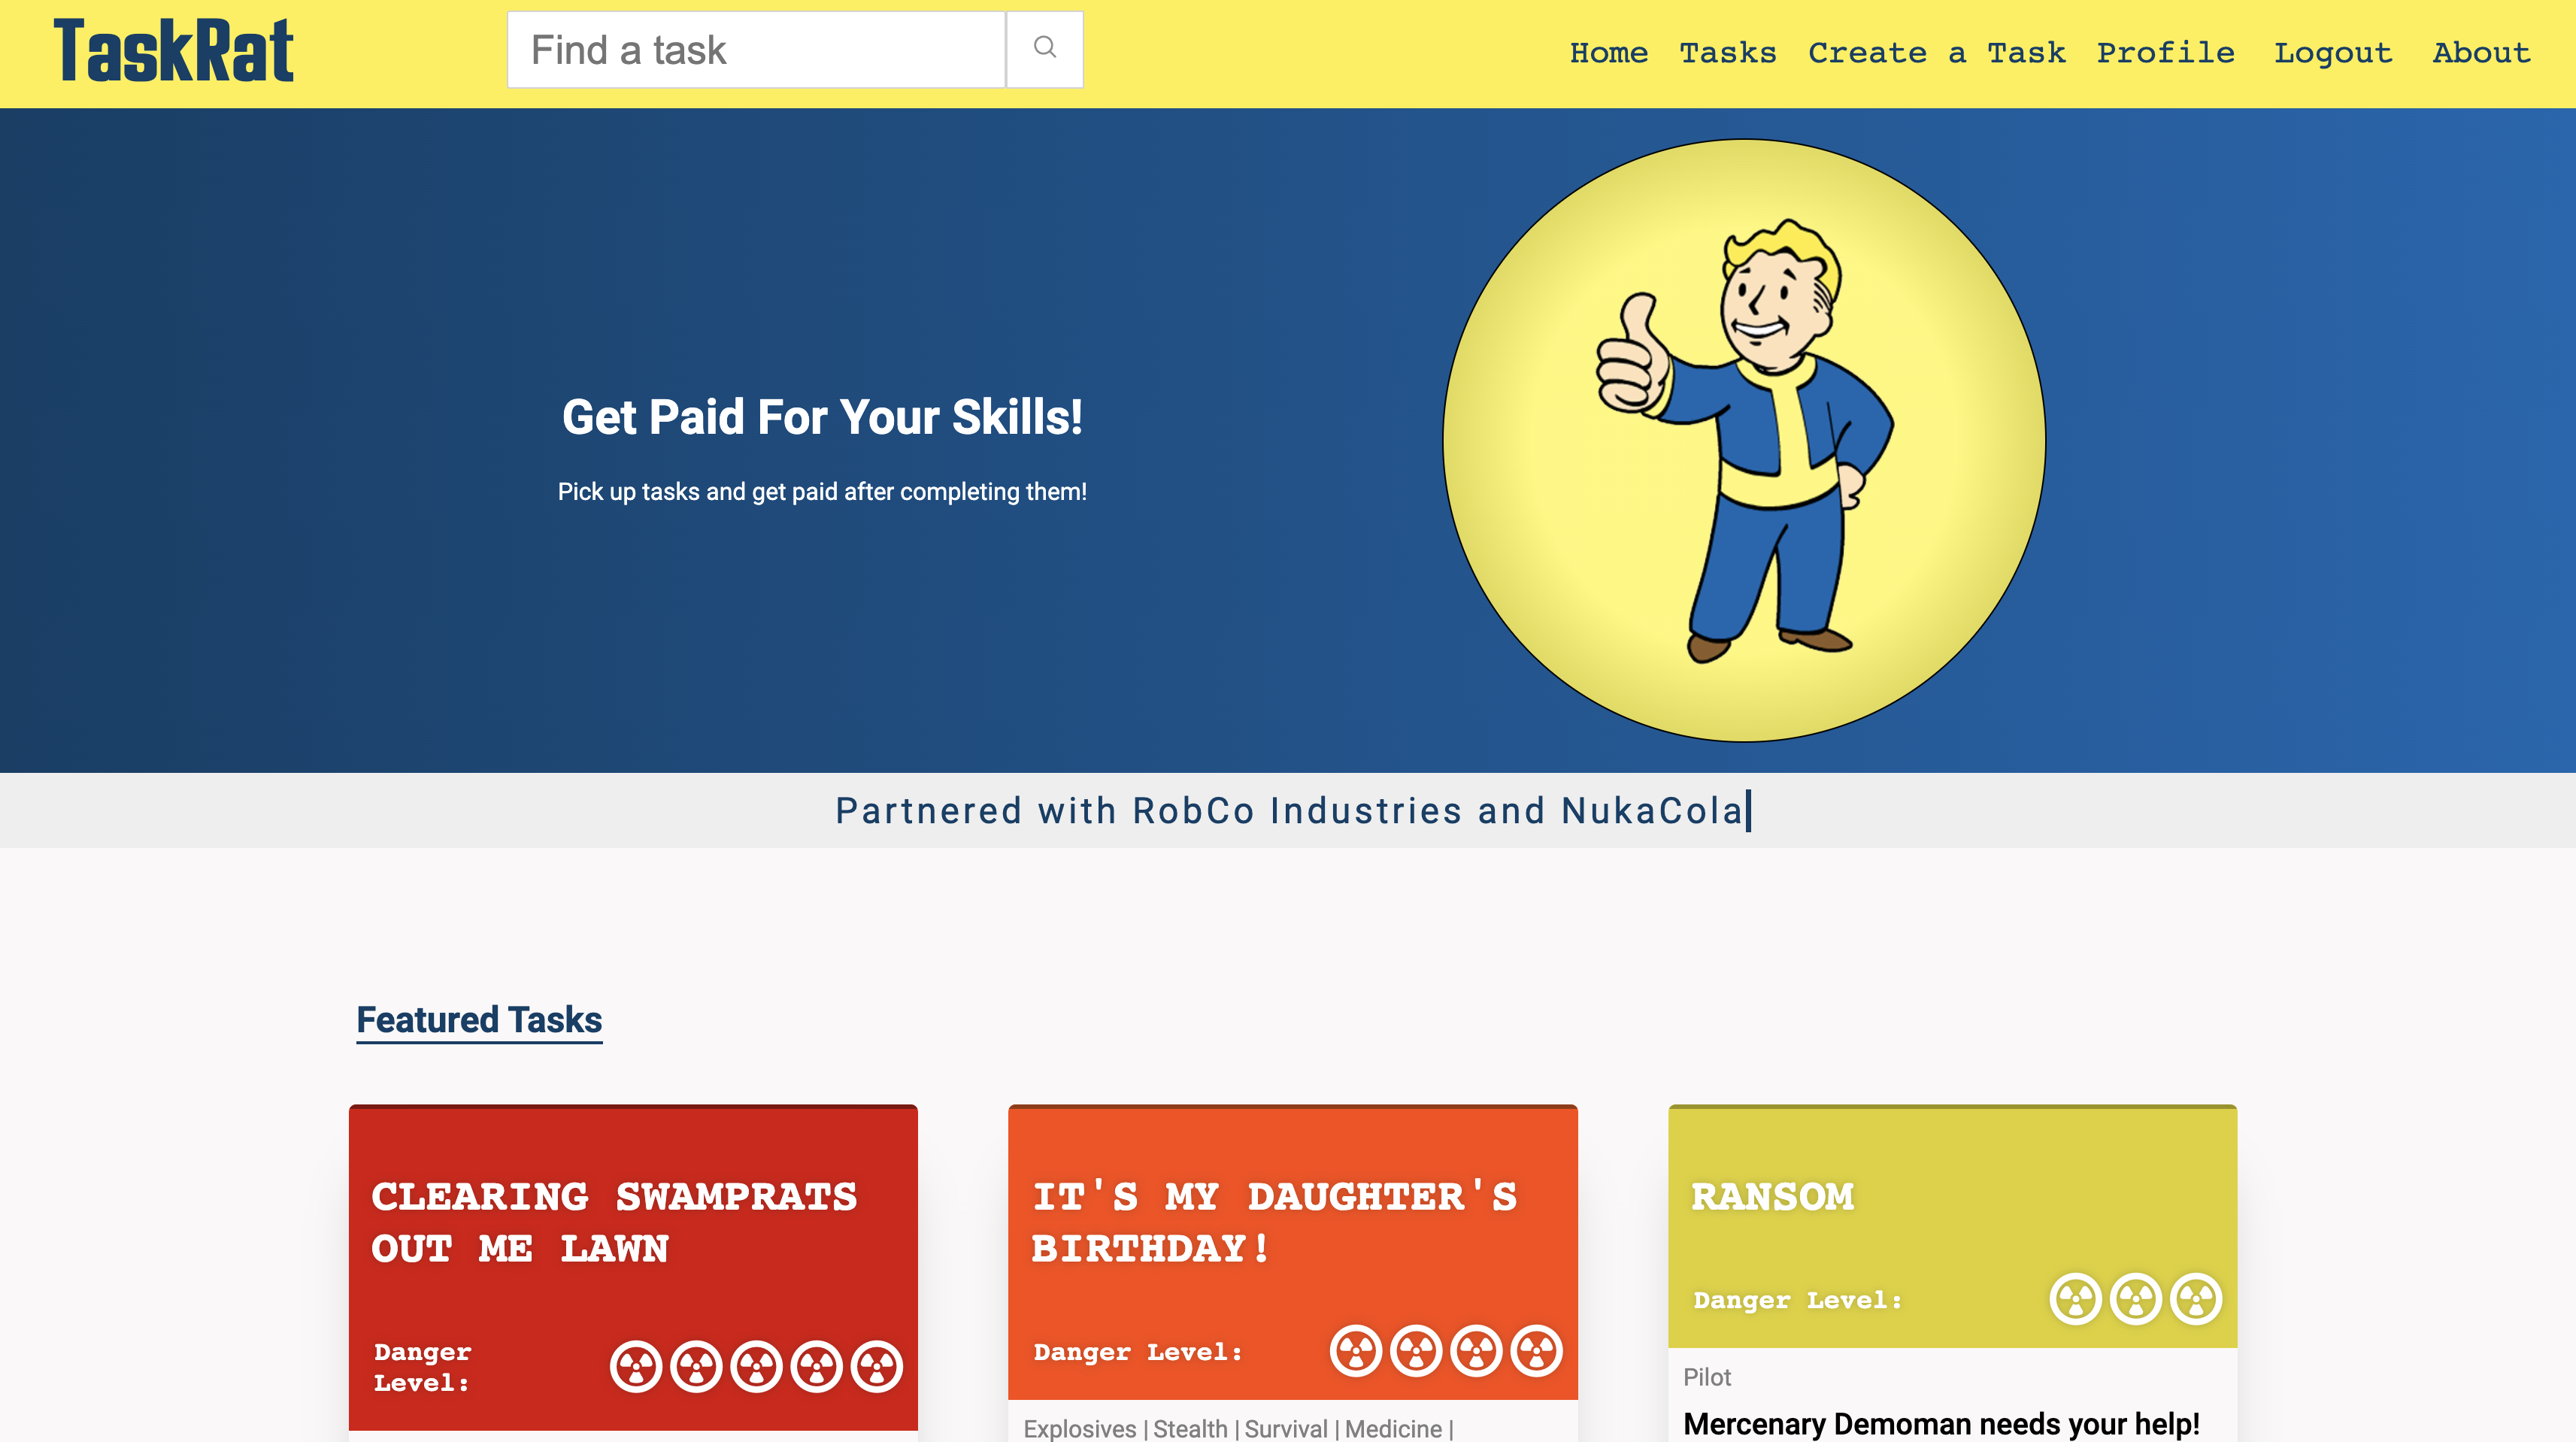 TaskRat
Find a task
Home Tasks Create a Task Profile Logout About
Get Paid For Your Skills!
Pick up tasks and get paid after completing them!
Partnered with RobCo Industries and NukaCola
Featured Tasks
CLEARING SWAMPRATS
OUT ME LAWN
Danger
Level:
IT'S MY DAUGHTER'S
BIRTHDAY!
Danger Level:
Explosives | Stealth | Survival | Medicine |
RANSOM
Danger Level:
Pilot
Mercenary Demoman needs your help!